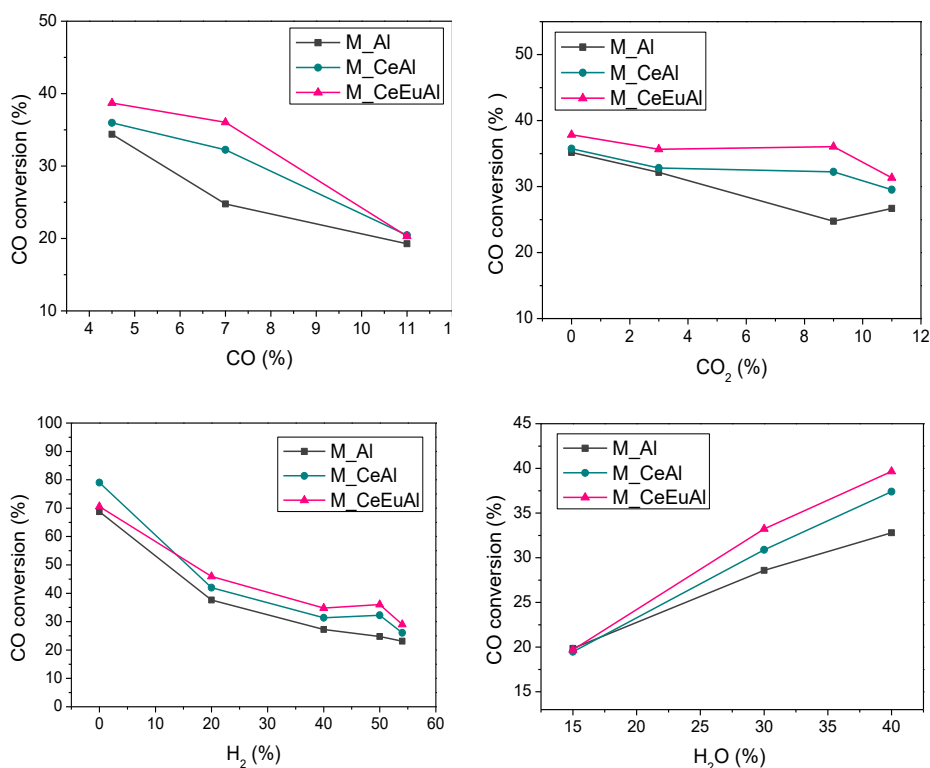 50
40
30
20
10
CO conversion (%)
4 5 6 7 8 9 10 11 1
CO (%)
M_Al
M_CeAl
M_CeEuAl
50
40
30
20
10
CO conversion (% )
0 2 4 6 8 10 12
CO2 (%)
M_Al
M_CeAl
M_CeEuAl
100
90
80
70
60
50
40
30
20
10
0
CO conversion (%)
0 10 20 30 40 50 60
H2 (%)
M_Al
M_CeAl
M_CeEuAl
45
40
35
30
25
20
15
CO conversion (%)
15 20 25 30 35 40
H2O (%)
M_Al
M_CeAl
M_CeEuAl